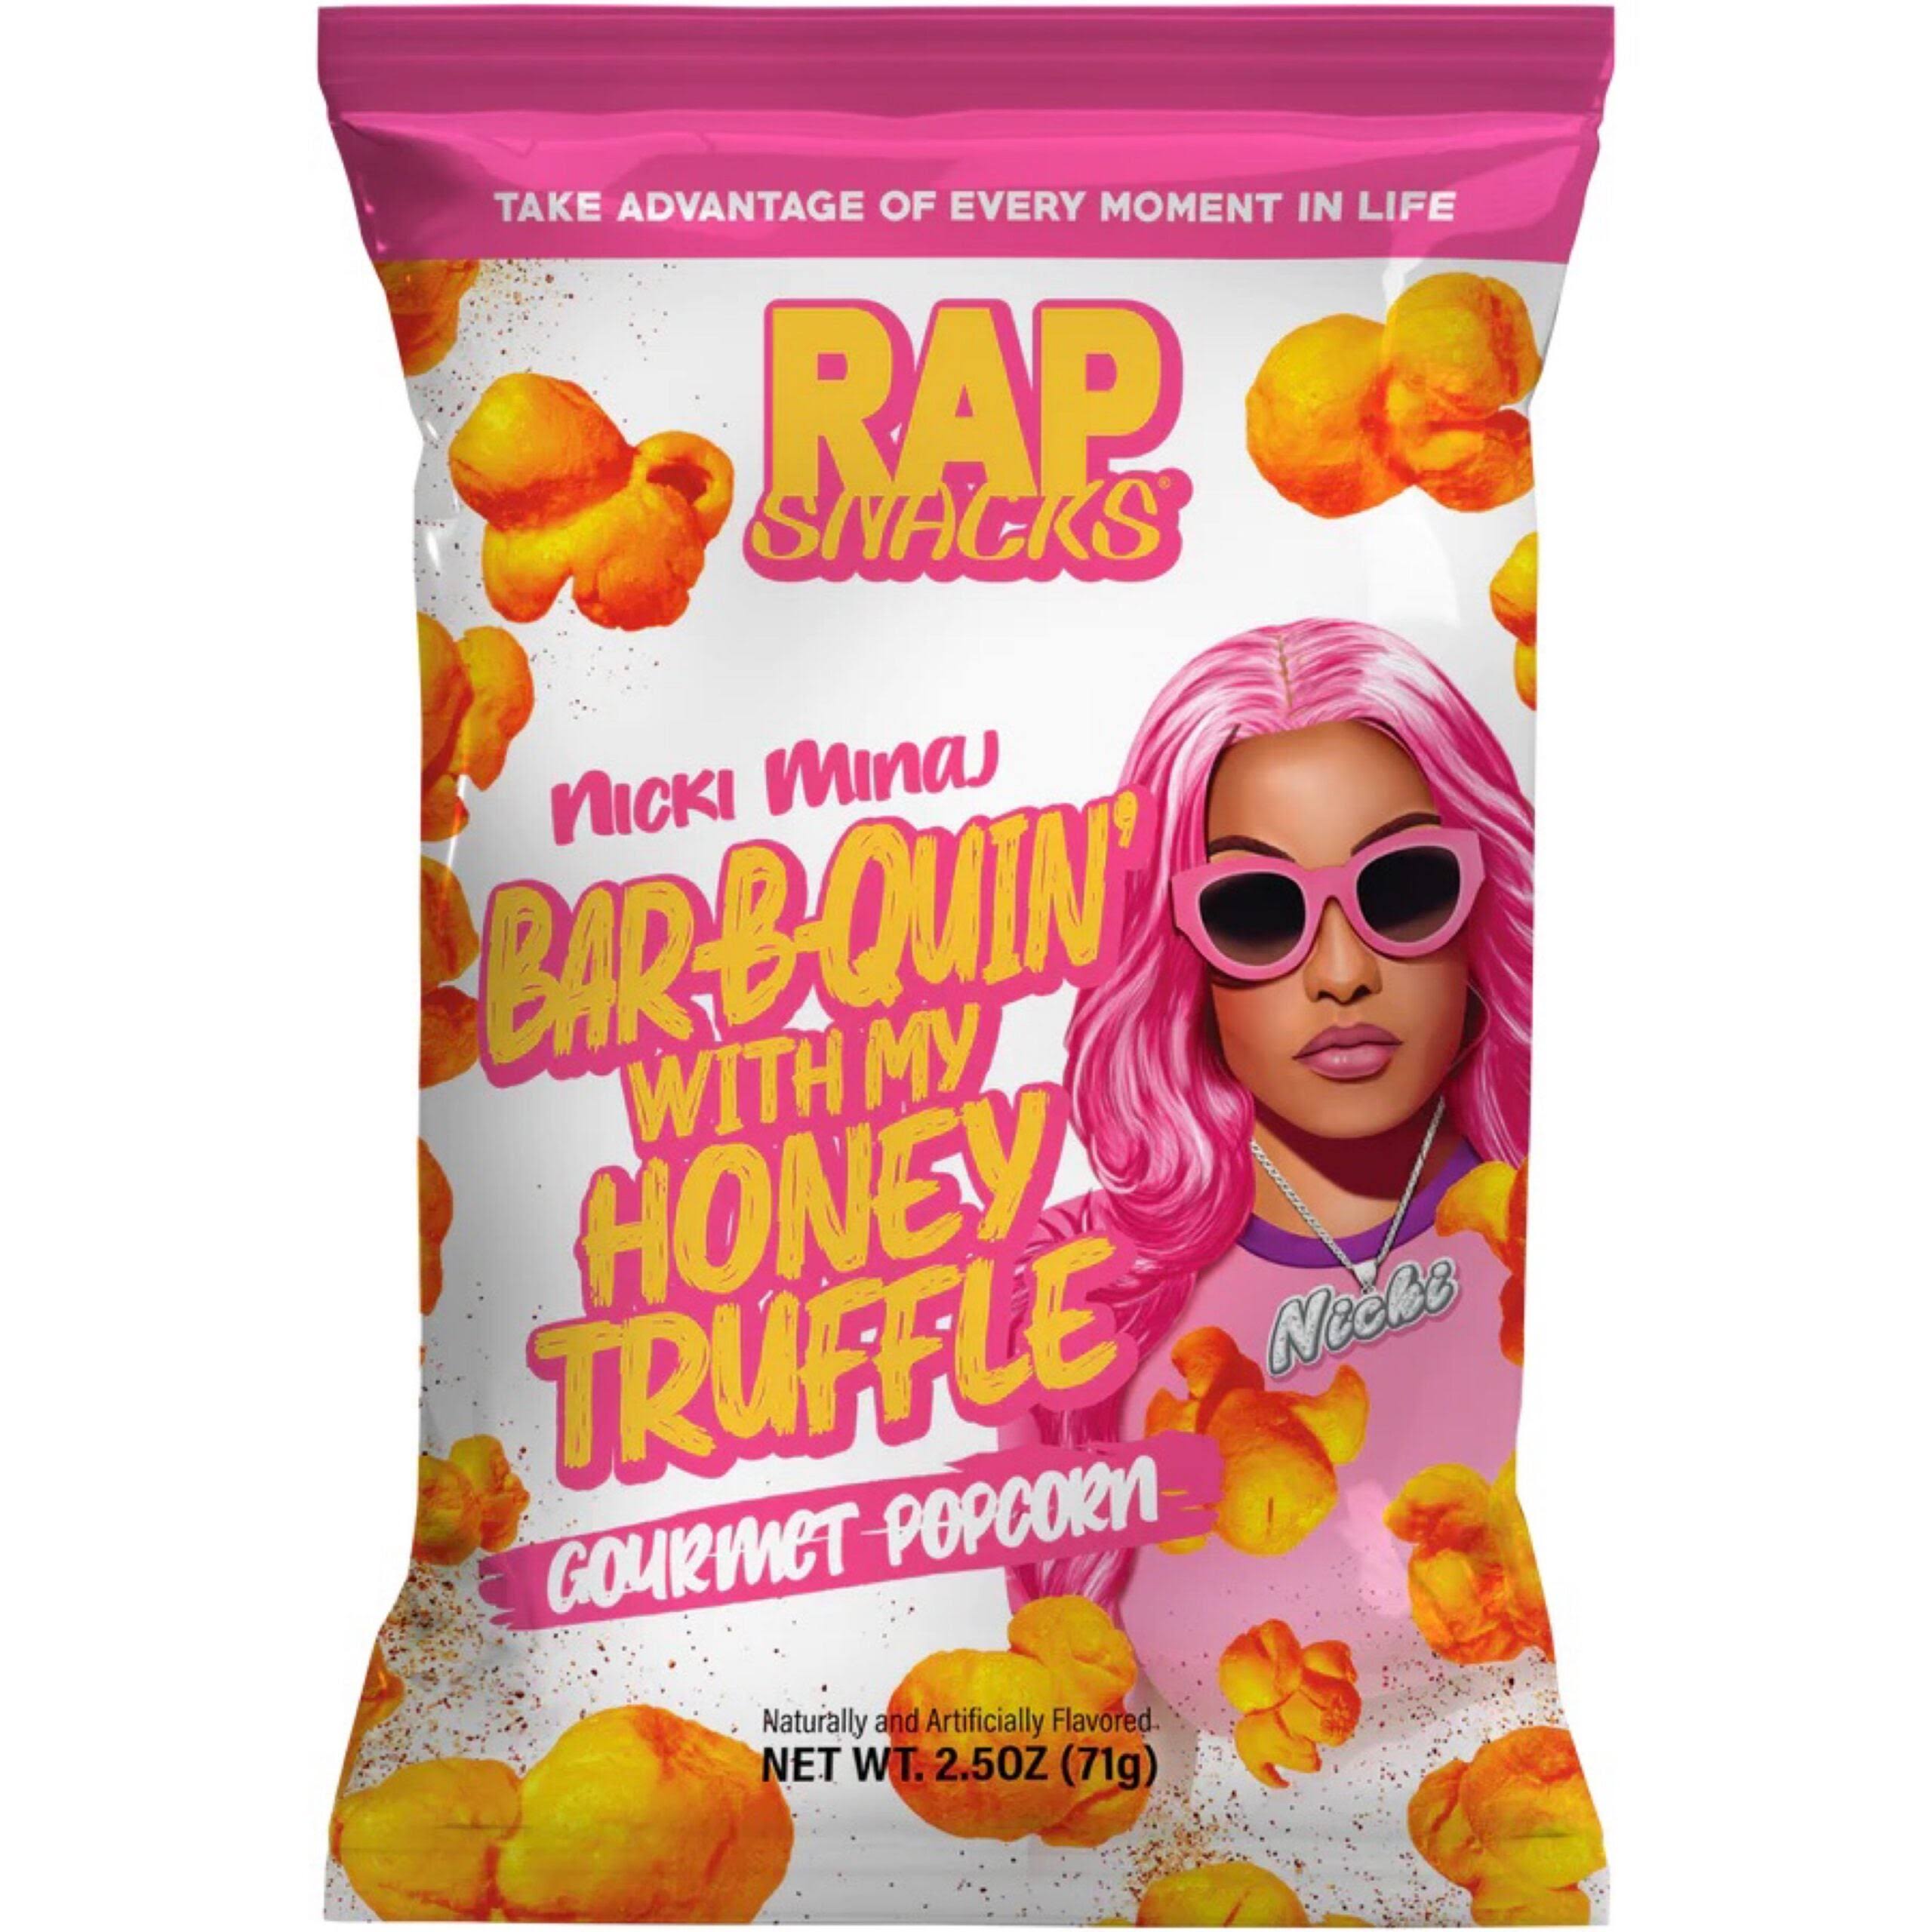 TAKE ADVANTAGE OF EVERY MOMENT IN LIFE
RAP
SNACKS®
Nicki Minaj
BAR-B-QUIN'
WITH MY
HONEY
TRUFFLE
Nicki
GOURMET POPCORN
Naturally and Artificially Flavored
NET WT. 2.5OZ (71g)